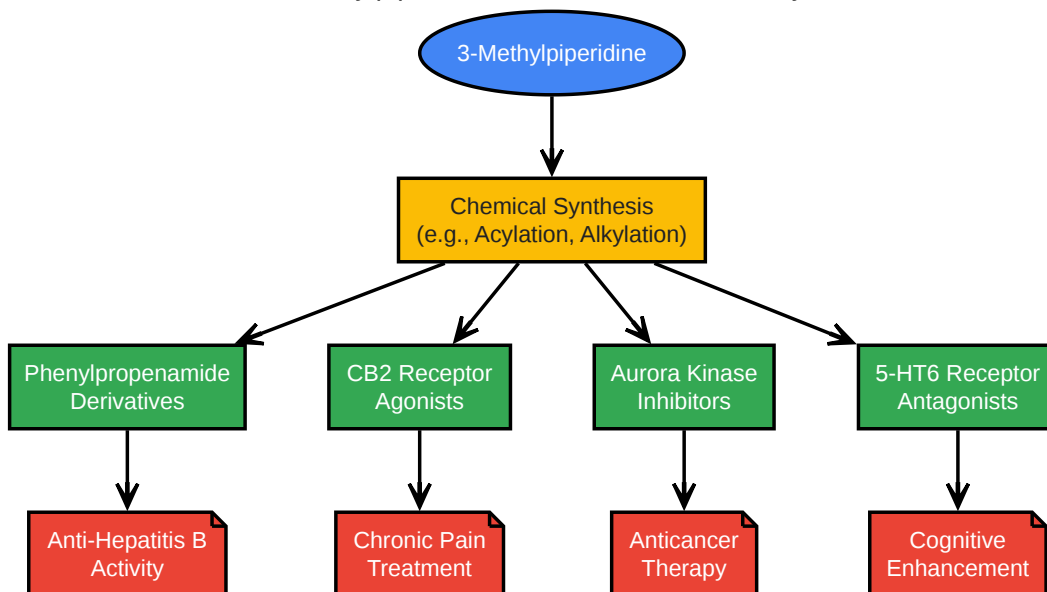 3-Methylpiperidine
Chemical Synthesis
(e.g., Acylation, Alkylation)
Phenylpropenamide
Derivatives
CB2 Receptor
Agonists
Aurora Kinase
Inhibitors
5-HT6 Receptor
Antagonists
Anti-Hepatitis B
Activity
Chronic Pain
Treatment
Anticancer
Therapy
Cognitive
Enhancement